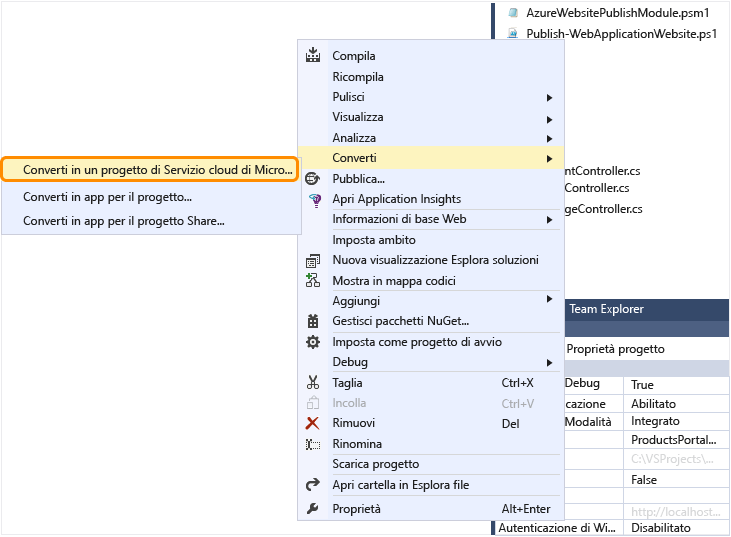 AzureWebsitePublishModule.psm1
Publish-WebApplicationWebsite.ps1
Compila
Ricompila
Pulisci
Visualizza
Analizza
Converti
Converti in un progetto di Servizio cloud di Micro...
Converti in app per il progetto...
Converti in app per il progetto Share...
Pubblica...
Apri Application Insights
Informazioni di base Web
Imposta ambito
Nuova visualizzazione Esplora soluzioni
Mostra in mappa codici
Aggiungi
Gestisci pacchetti NuGet...
Imposta come progetto di avvio
Debug
Taglia Ctrl+X
Incolla Ctrl+V
Rimuovi Del
Rinomina
Scarica progetto
Apri cartella in Esplora file
Proprietà Alt+Enter
ntController.cs
Controller.cs
geController.cs
Team Explorer
Proprietà progetto
Debug True
icazione Abilitato
Modalità Integrato
ProductsPortal...
C:\VSProjects\...
False
http://localhost...
Autenticazione di Wi... Disabilitato